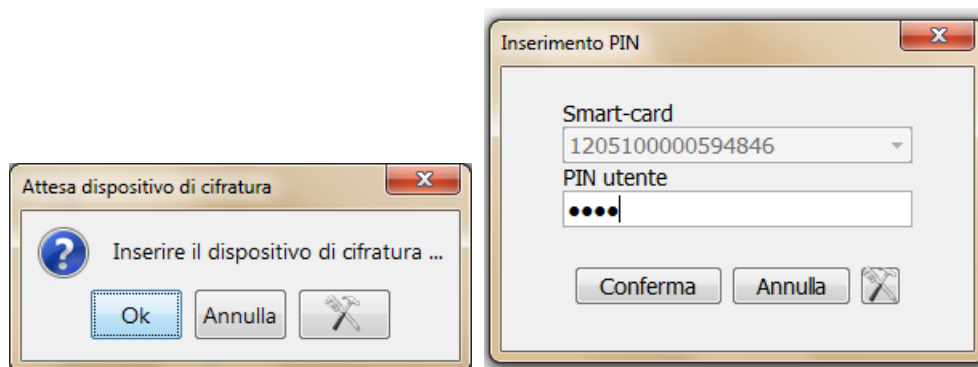 Attesa dispositivo di cifratura
Inserire il dispositivo di cifratura ...
Ok
Annulla
Inserimento PIN
Smart-card
1205100000594846
PIN utente
••••
Conferma
Annulla